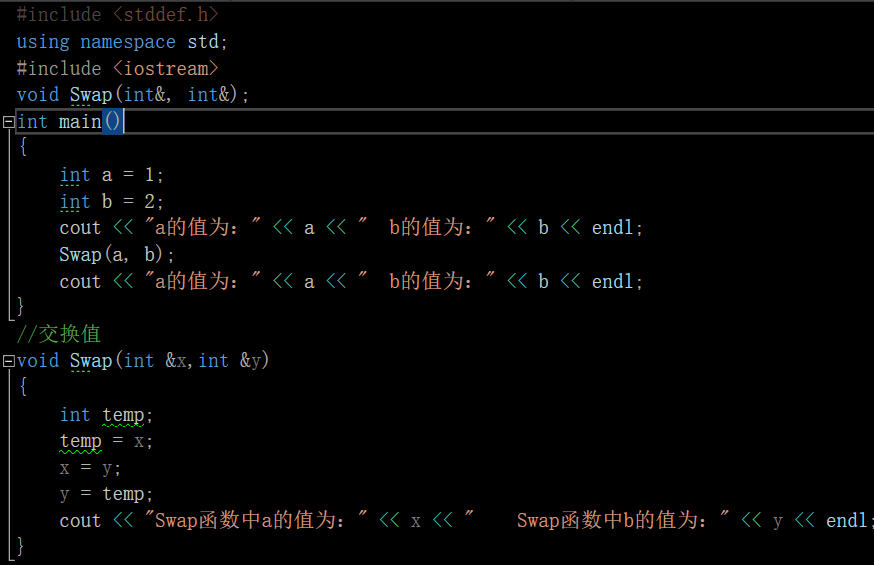 #include <stddef.h>
using namespace std;
#include <iostream>
void Swap(int&, int&);
int main()
{
    int a = 1;
    int b = 2;
    cout << "a的值为：" << a << "  b的值为：" << b << endl;
    Swap(a, b);
    cout << "a的值为：" << a << "  b的值为：" << b << endl;
}
//交换值
void Swap(int &x,int &y)
{
    int temp;
    temp = x;
    x = y;
    y = temp;
    cout << "Swap函数中a的值为：" << x << "    Swap函数中b的值为：" << y << endl;
}